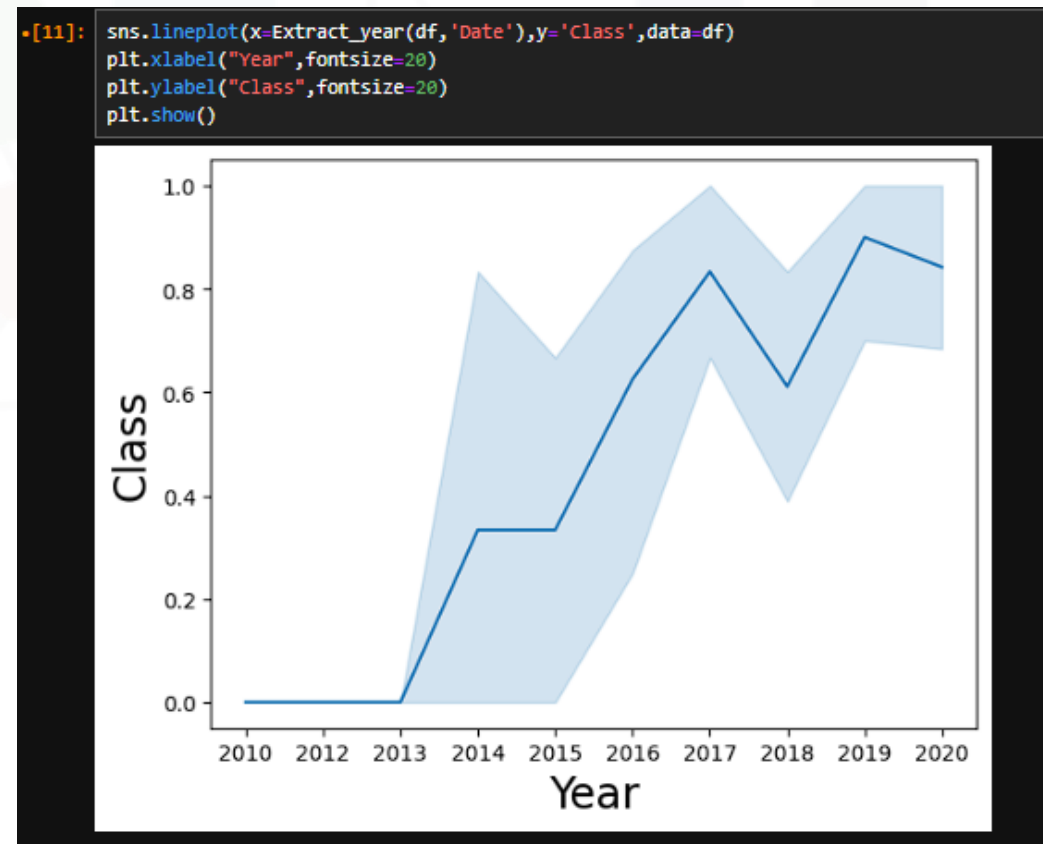 •[11]: sns.lineplot(x=Extract_year(df,'Date'),y='Class',data=df)
plt.xlabel("Year",fontsize=20)
plt.ylabel("Class",fontsize=20)
plt.show()
1.0
0.8
0.6
0.4
0.2
0.0
Class
2010 2012 2013 2014 2015 2016 2017 2018 2019 2020
Year